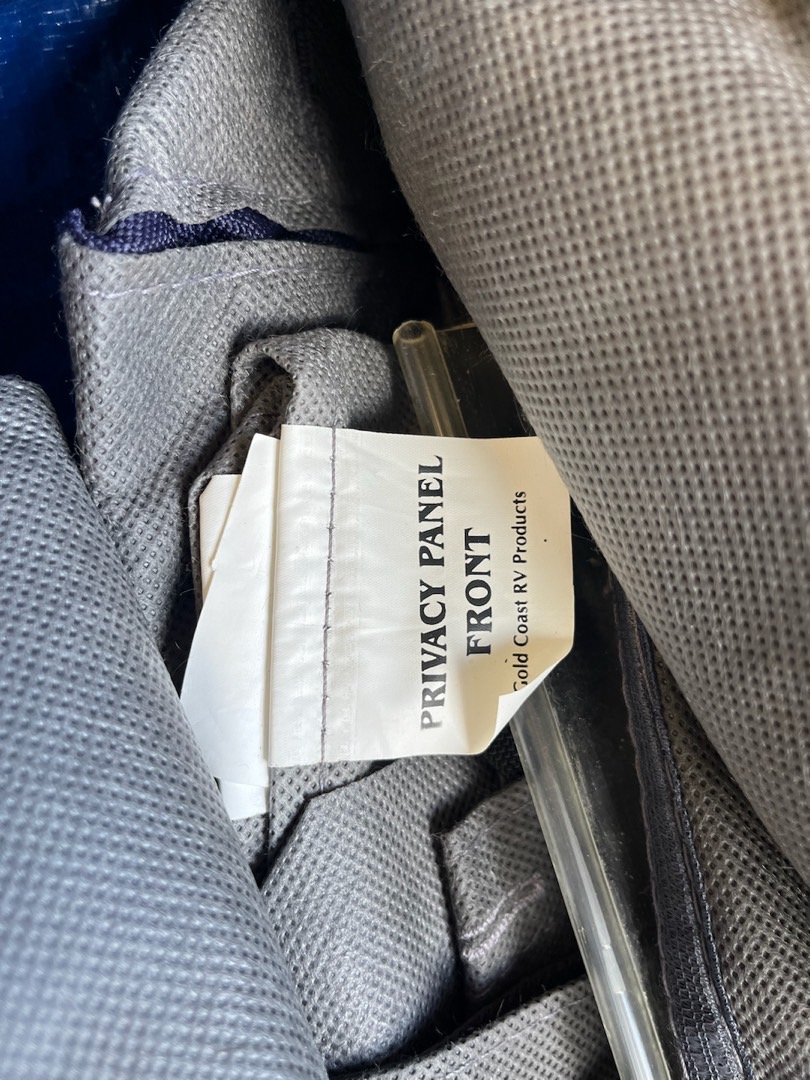 PRIVACY PANEL
FRONT
Gold Coast RV Products